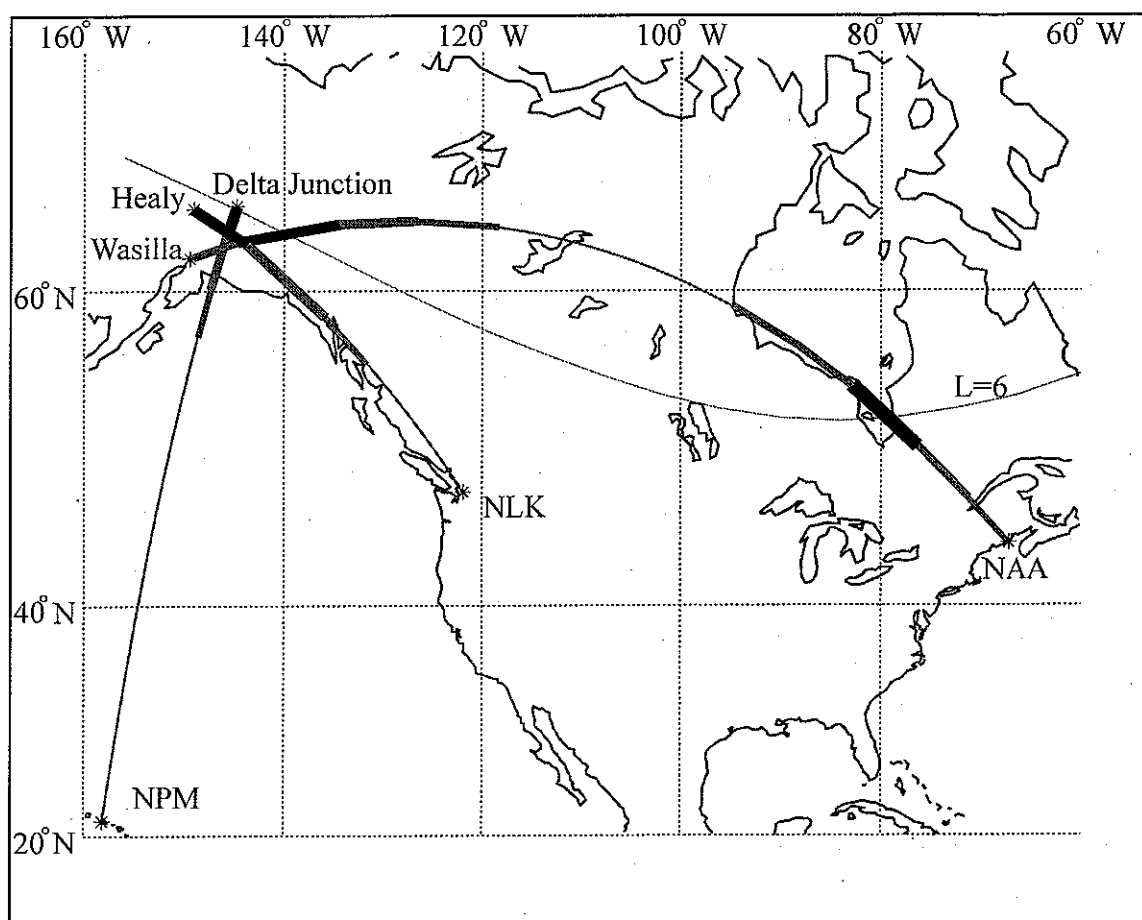 160° W 140° W 120° W 100° W 80° W 60° W
Delta Junction
Healy
Wasilla
60° N
L=6
NLK
NAA
40° N
NPM
20° N